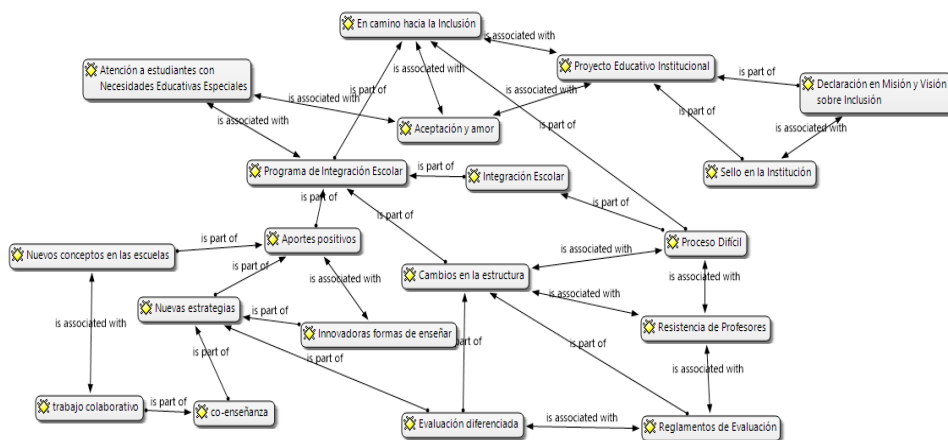 En camino hacia la Inclusión
is associated with
Proyecto Educativo Institucional
Atención a estudiantes con
Necesidades Educativas Especiales
is associated with
is part of
Declaración en Misión y Visión
sobre Inclusión
is associated with
is associated with
Aceptación y amor
is associated with
is part of
is associated with
is part of
is part of
is part of
Programa de Integración Escolar
Integración Escolar
Sello en la Institución
is part of
is part of
is part of
is part of
Aportes positivos
Proceso Difícil
Nuevos conceptos en las escuelas
is part of
is associated with
Cambios en la estructura
is associated with
is associated with
is associated with
Nuevas estrategias
is part of
Innovadoras formas de enseñar
Resistencia de Profesores
is associated with
is part of
is part of
is part of
is part of
is associated with
trabajo colaborativo
is part of
co-enseñanza
Evaluación diferenciada
is associated with
Reglamentos de Evaluación